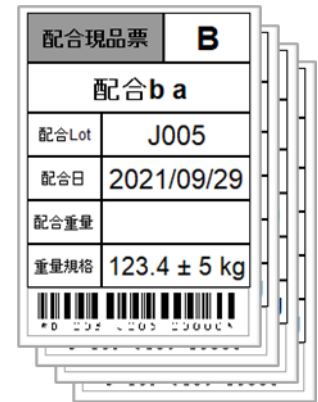 配合現品票 B
配合b a
配合Lot J005
配合日 2021/09/29
配合重量
重量規格 123.4 ± 5 kg